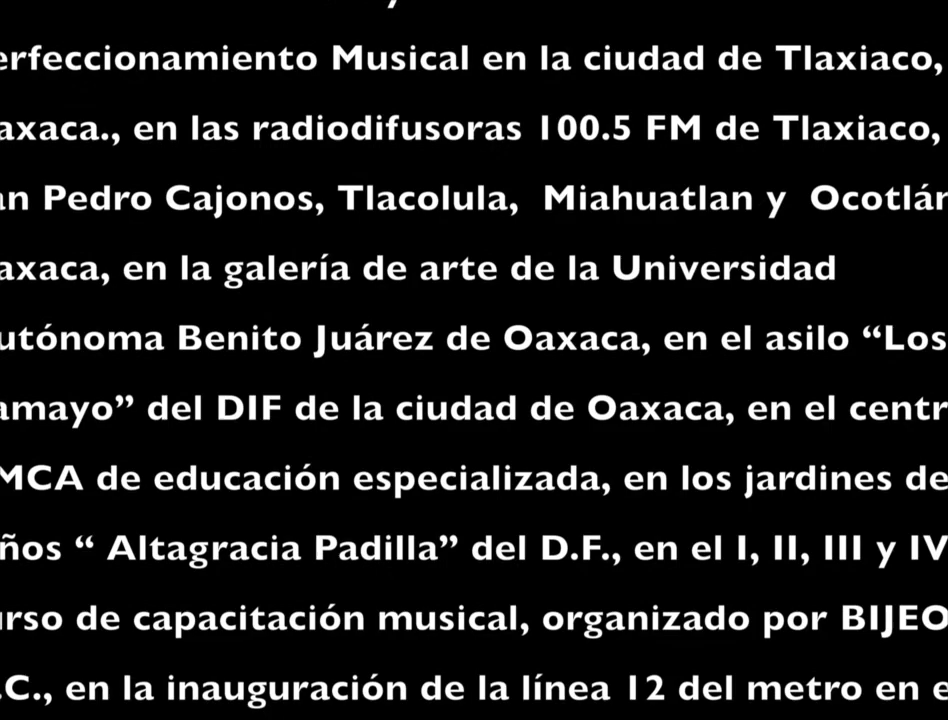 erfeccionamiento Musical en la ciudad de Tlaxiaco,
axaca., en las radiodifusoras 100.5 FM de Tlaxiaco,
an Pedro Cajonos, Tlacolula, Miahuatlan y Ocotlán
axaca, en la galería de arte de la Universidad
utónoma Benito Juárez de Oaxaca, en el asilo “Los
amayo” del DIF de la ciudad de Oaxaca, en el centr
MCA de educación especializada, en los jardines de
ños “ Altagracia Padilla” del D.F., en el I, II, III y IV
urso de capacitación musical, organizado por BIJEO
.C., en la inauguración de la línea 12 del metro en e